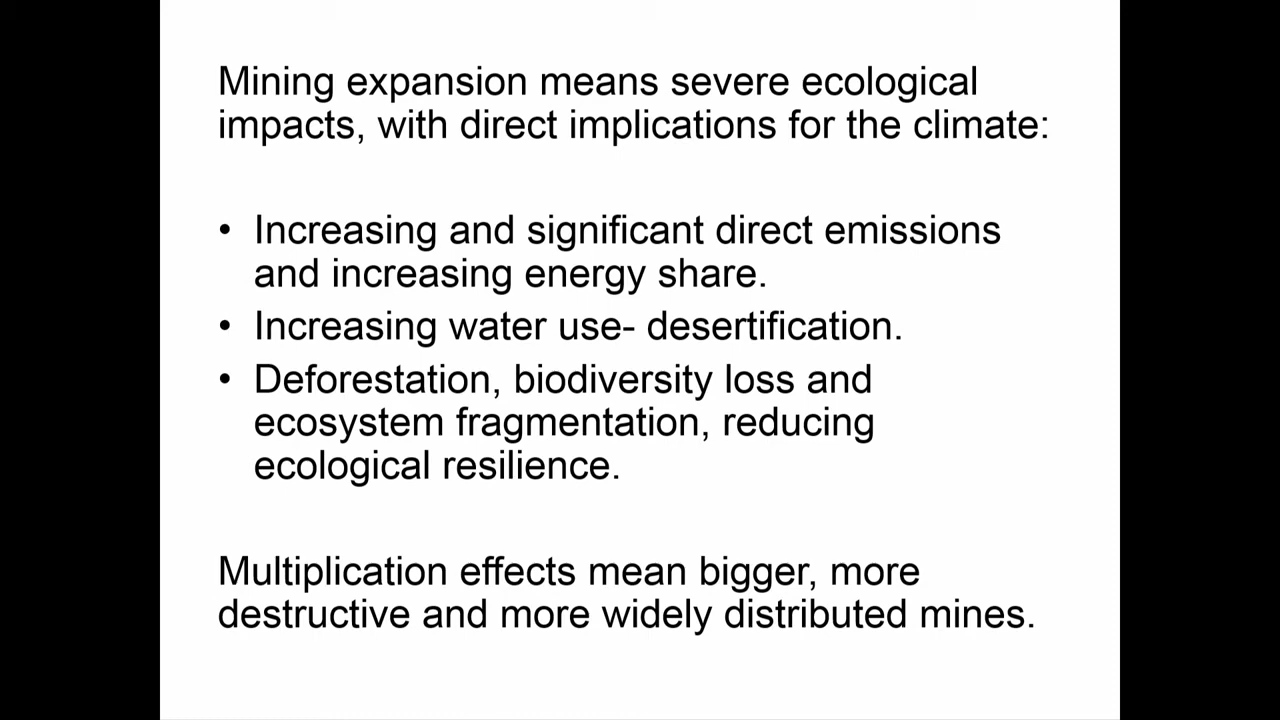 Mining expansion means severe ecological
impacts, with direct implications for the climate:
• Increasing and significant direct emissions
and increasing energy share.
• Increasing water use- desertification.
• Deforestation, biodiversity loss and
ecosystem fragmentation, reducing
ecological resilience.
Multiplication effects mean bigger, more
destructive and more widely distributed mines.